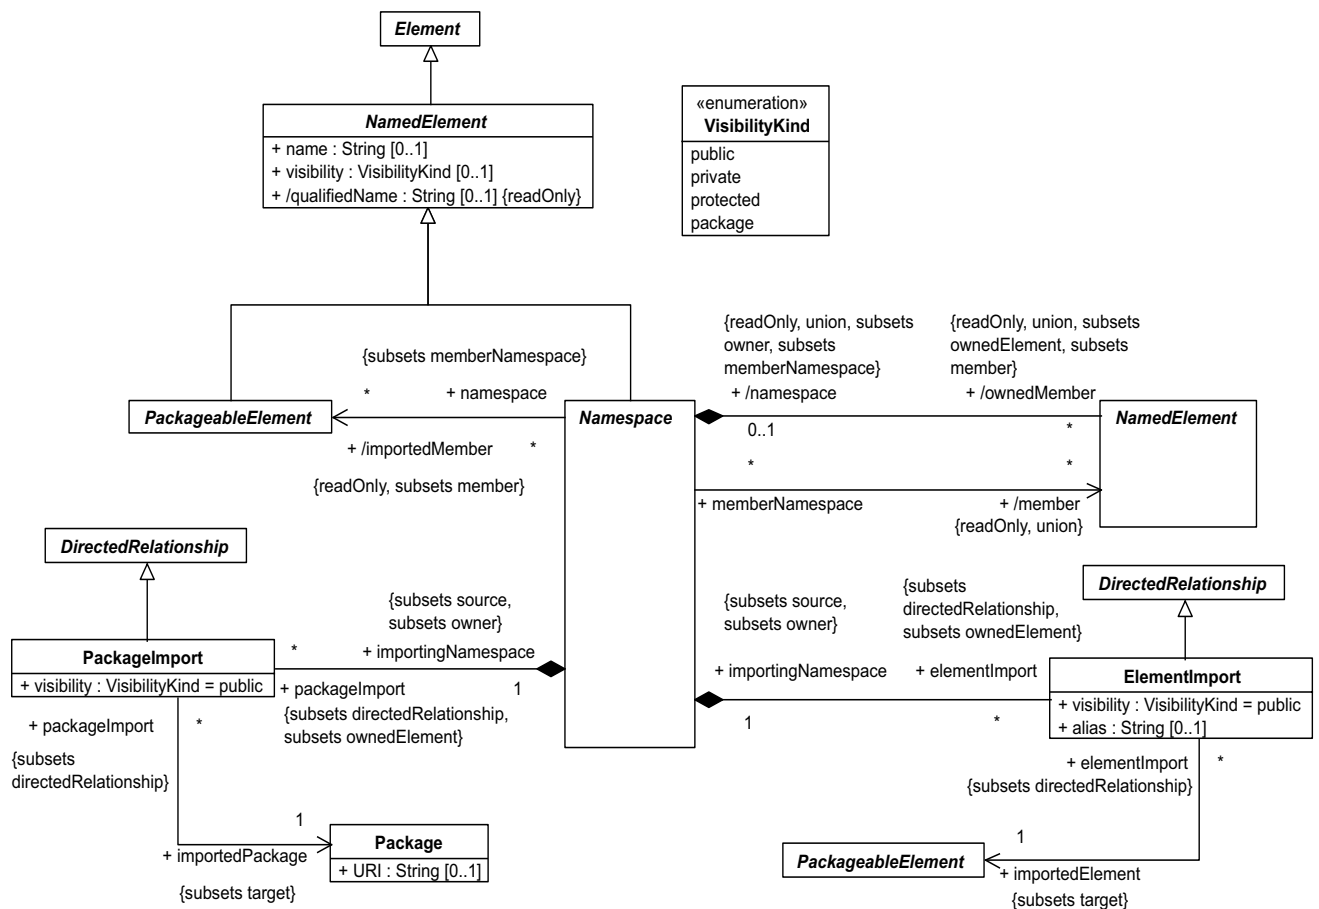 Element
NamedElement
+ name : String [0..1]
+ visibility : VisibilityKind [0..1]
+ /qualifiedName : String [0..1] {readOnly}
«enumeration»
VisibilityKind
public
private
protected
package
{subsets memberNamespace}
*
+ namespace
PackageableElement
+ /importedMember
*
{readOnly, subsets member}
Namespace
{readOnly, union, subsets
owner, subsets
memberNamespace}
+ /namespace
0..1
{readOnly, union, subsets
ownedElement, subsets
member}
+ /ownedMember
*
NamedElement
*
*
+ memberNamespace
+ /member
{readOnly, union}
DirectedRelationship
PackageImport
+ visibility : VisibilityKind = public
{subsets source,
subsets owner}
*
+ importingNamespace
+ packageImport
1
{subsets directedRelationship,
subsets ownedElement}
+ packageImport
*
{subsets
directedRelationship}
1
+ importedPackage
{subsets target}
Package
+ URI : String [0..1]
{subsets source,
subsets owner}
+ importingNamespace
1
{subsets
directedRelationship,
subsets ownedElement}
+ elementImport
*
DirectedRelationship
ElementImport
+ visibility : VisibilityKind = public
+ alias : String [0..1]
+ elementImport
*
{subsets directedRelationship}
1
PackageableElement
+ importedElement
{subsets target}